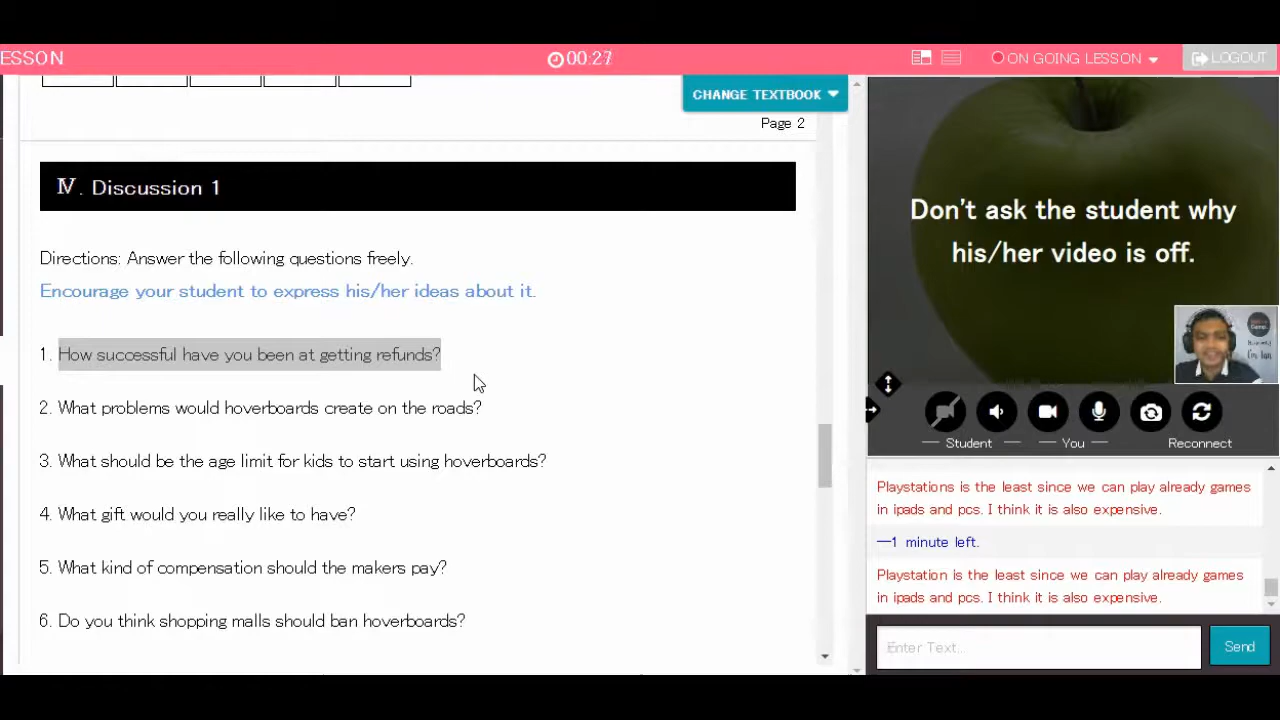 ESSON
00:27
ON GOING LESSON
LOGOUT
CHANGE TEXTBOOK
Page 2
Ⅳ. Discussion 1
Directions: Answer the following questions freely.
Encourage your student to express his/her ideas about it.
1. How successful have you been at getting refunds?
2. What problems would hoverboards create on the roads?
3. What should be the age limit for kids to start using hoverboards?
4. What gift would you really like to have?
5. What kind of compensation should the makers pay?
6. Do you think shopping malls should ban hoverboards?
Don't ask the student why
his/her video is off.
Student
You
Reconnect
Playstations is the least since we can play already games
in ipads and pcs. I think it is also expensive.
—1 minute left.
Playstation is the least since we can play already games
in ipads and pcs. I think it is also expensive.
Enter Text...
Send